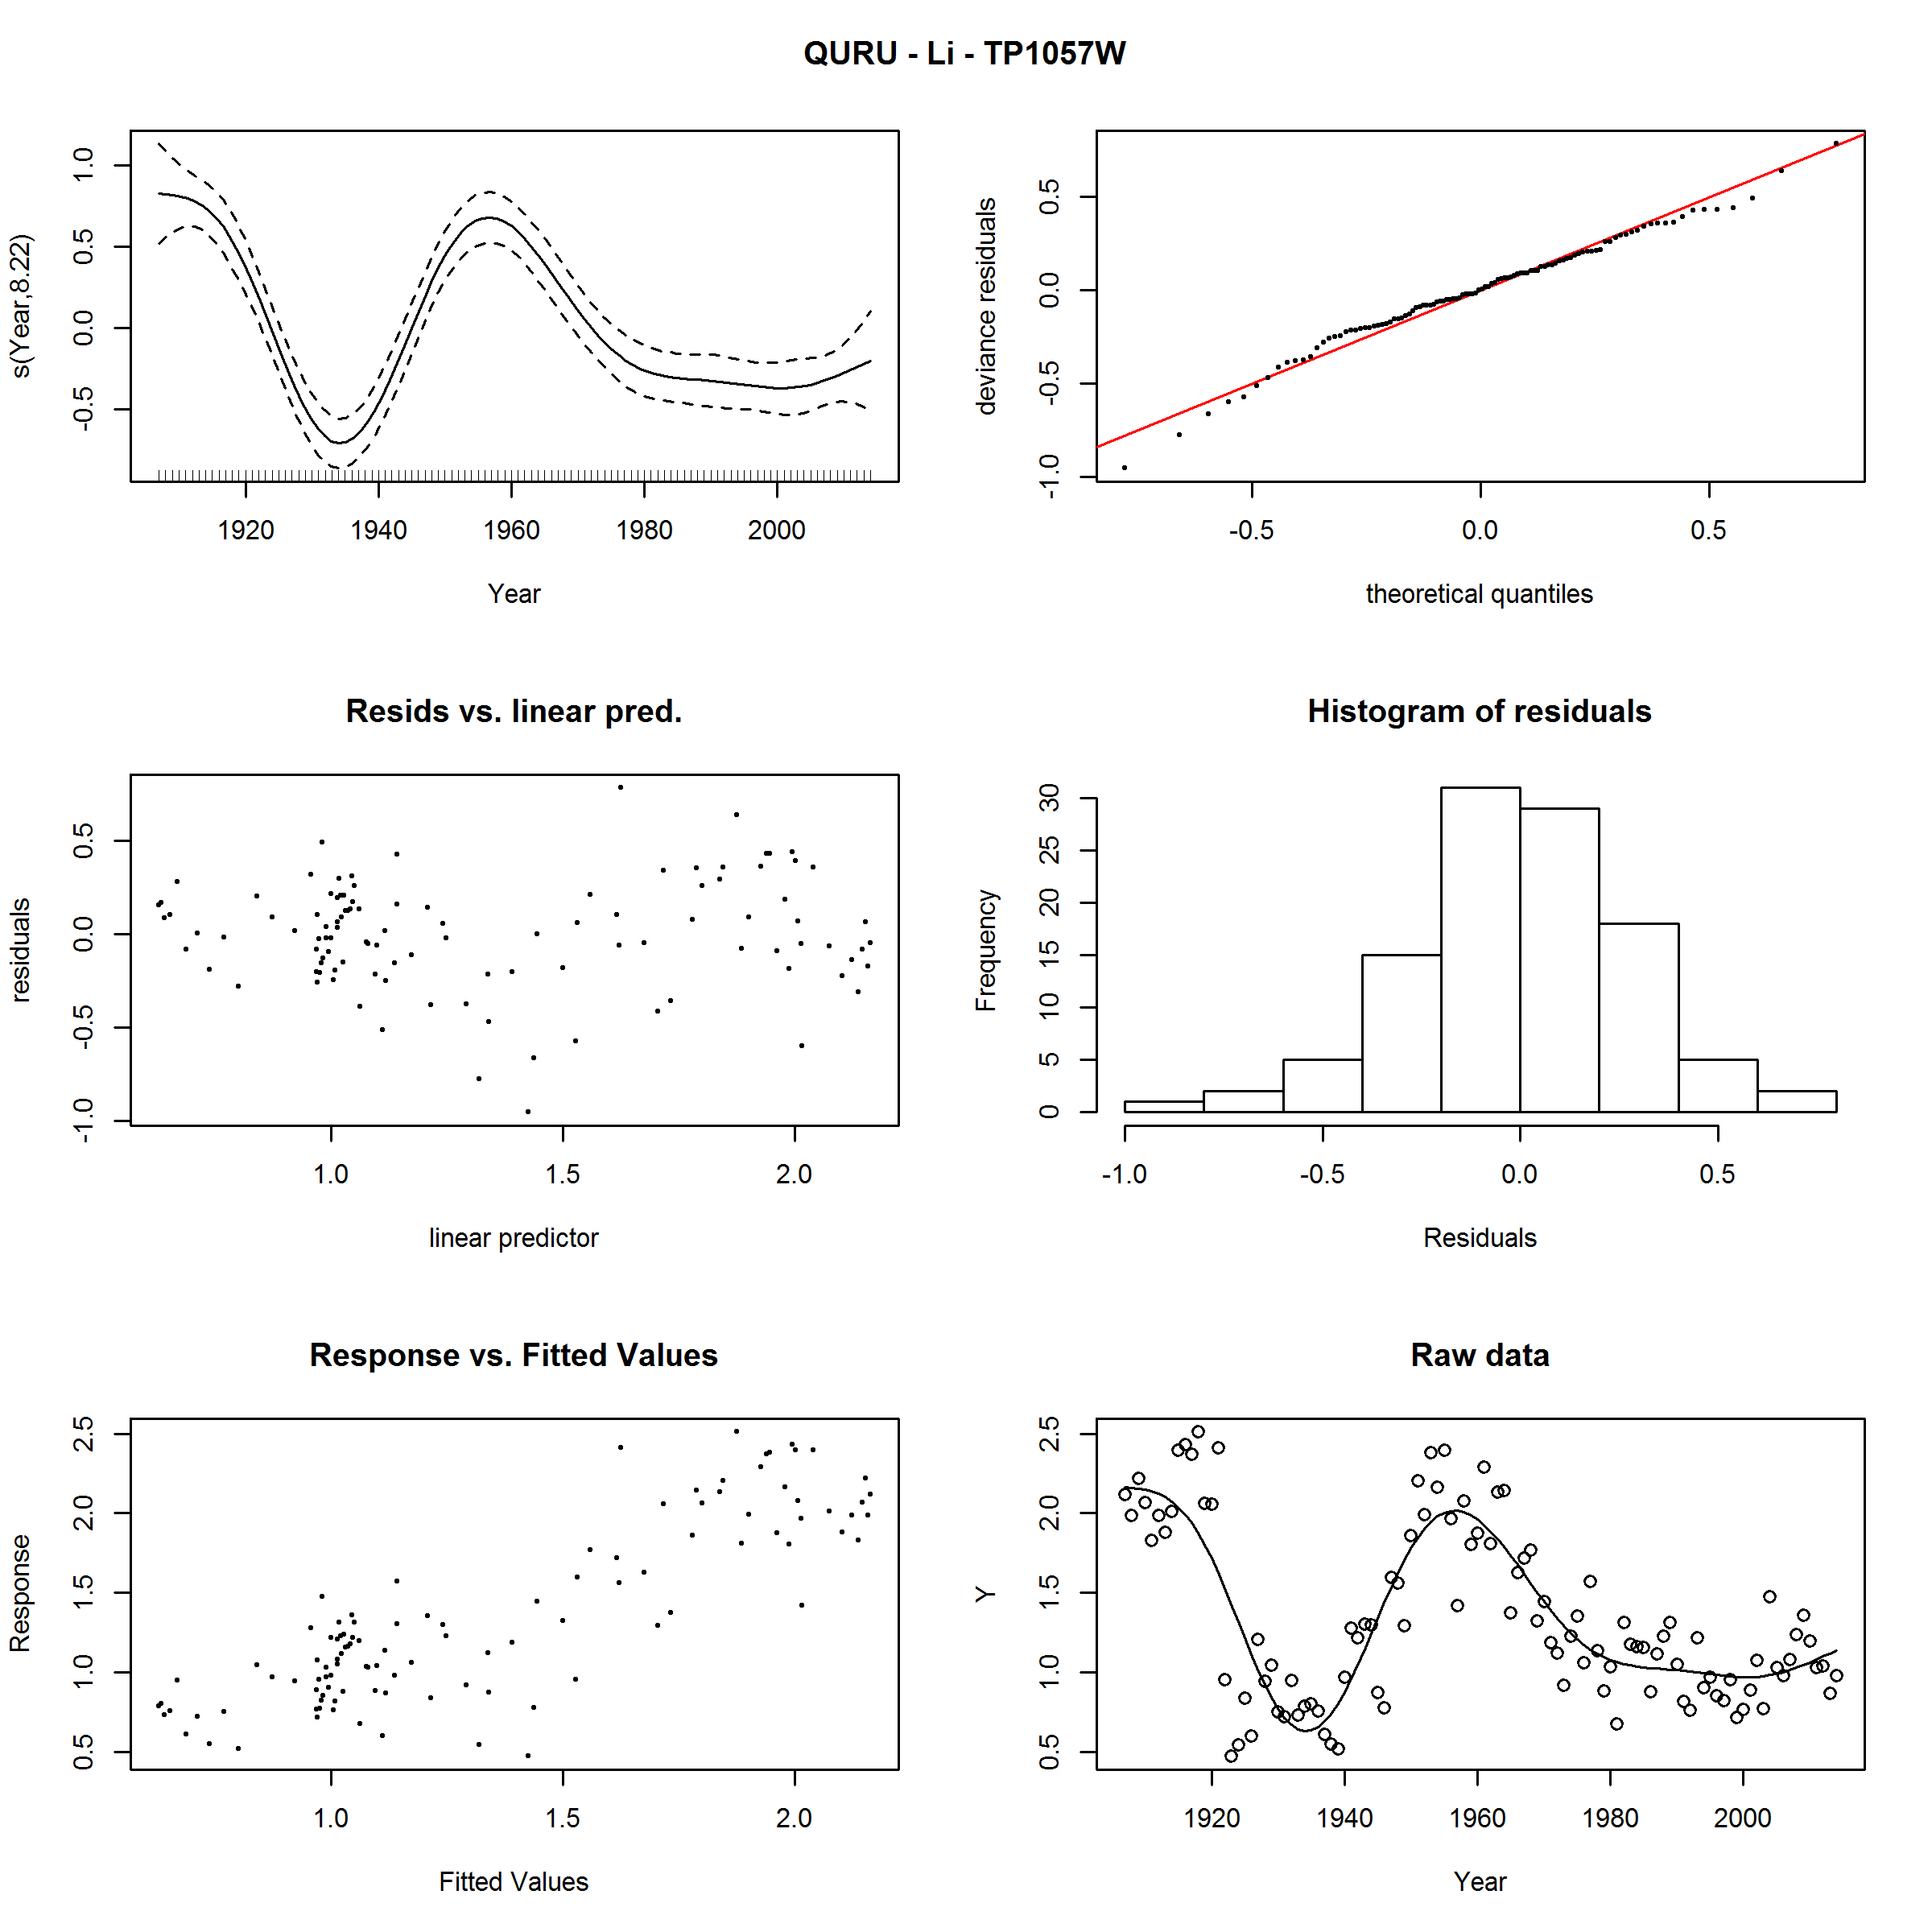 QURU - Li - TP1057W
s(Year,8.22)
1.0
0.5
0.0
-0.5
1920 1940 1960 1980 2000
Year
deviance residuals
0.5
0.0
-0.5
-1.0
-0.5 0.0 0.5
theoretical quantiles
Resids vs. linear pred.
residuals
0.5
0.0
-0.5
-1.0
1.0 1.5 2.0
linear predictor
Histogram of residuals
Frequency
30
25
20
15
10
5
0
-1.0 -0.5 0.0 0.5
Residuals
Response vs. Fitted Values
Response
2.5
2.0
1.5
1.0
0.5
1.0 1.5 2.0
Fitted Values
Raw data
Y
2.5
2.0
1.5
1.0
0.5
1920 1940 1960 1980 2000
Year